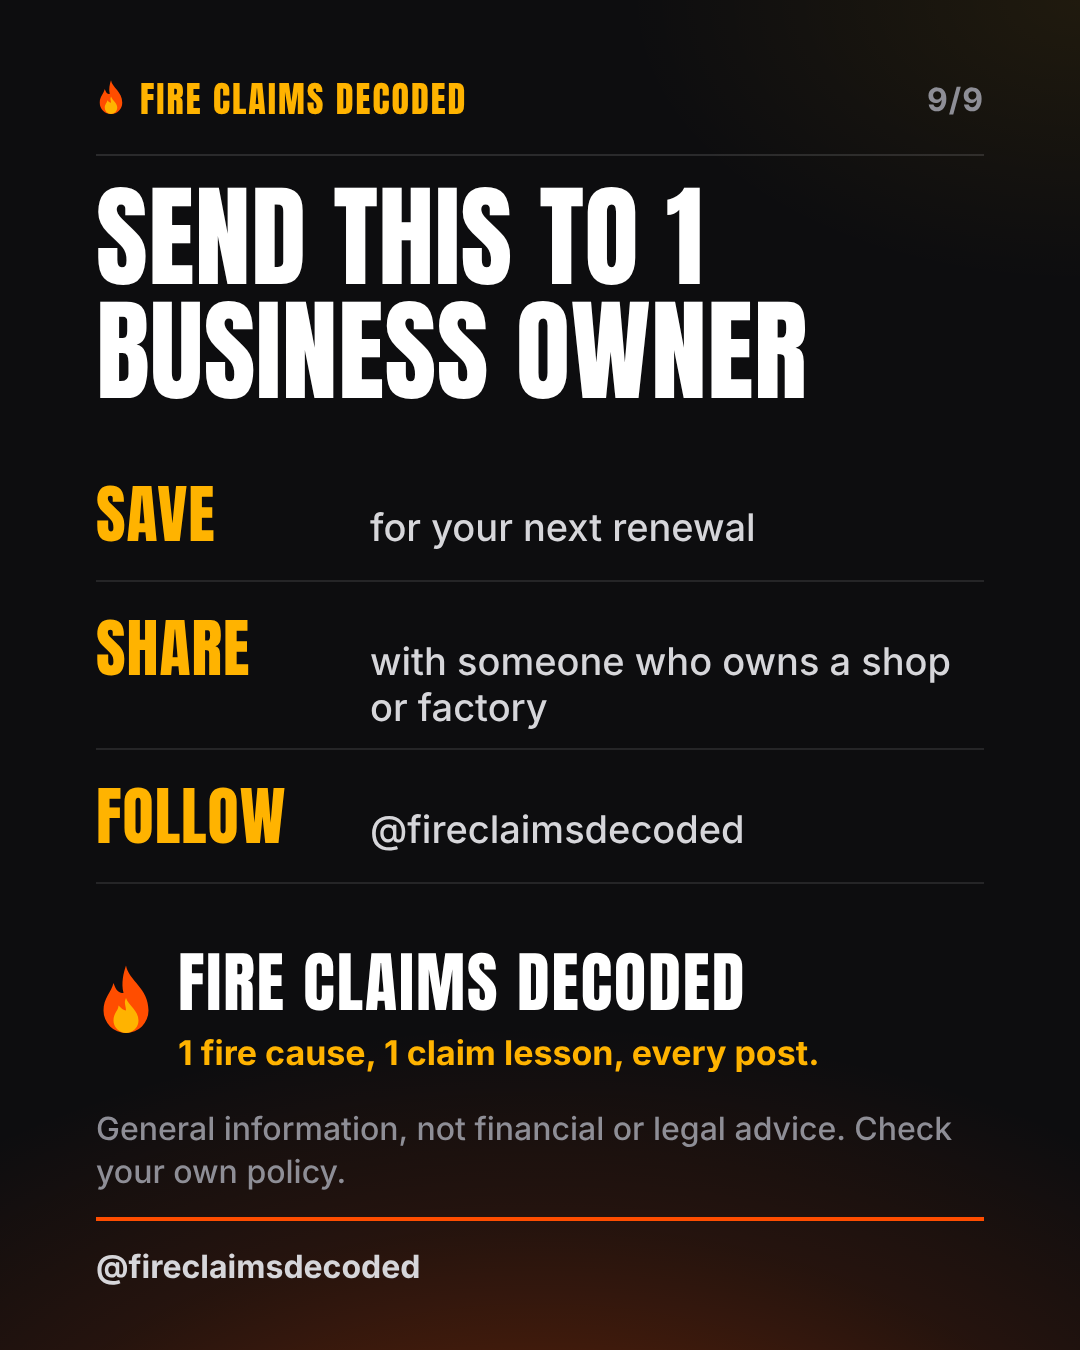 FIRE CLAIMS DECODED
9/9
SEND THIS TO 1
BUSINESS OWNER
SAVE
for your next renewal
SHARE
with someone who owns a shop
or factory
FOLLOW
@fireclaimsdecoded
FIRE CLAIMS DECODED
1 fire cause, 1 claim lesson, every post.
General information, not financial or legal advice. Check
your own policy.
@fireclaimsdecoded